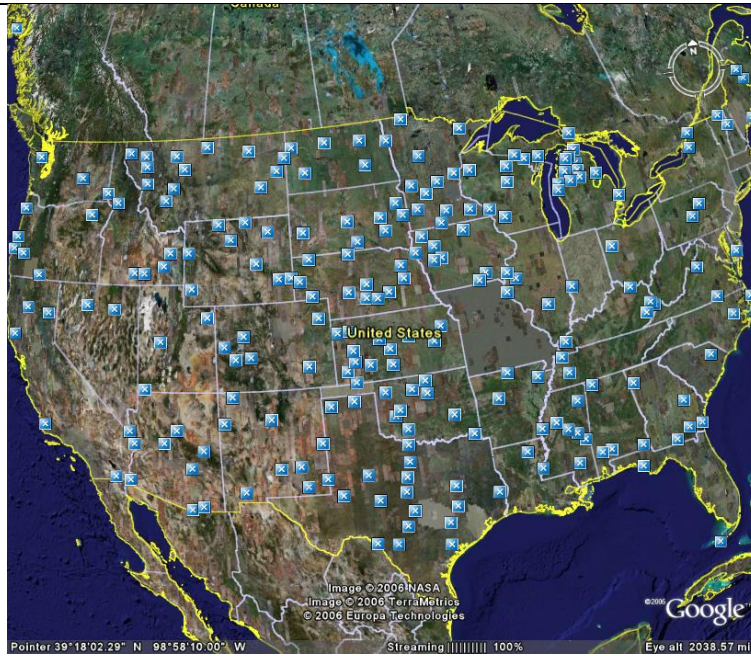 Canada
N
United States
Image © 2006 NASA
Image © 2006 TerraMetrics
© 2006 Europa Technologies
©2006 Google
Pointer 39°18'02.29" N 98°58'10.00" W Streaming |||||||||| 100% Eye alt 2038.57 mi